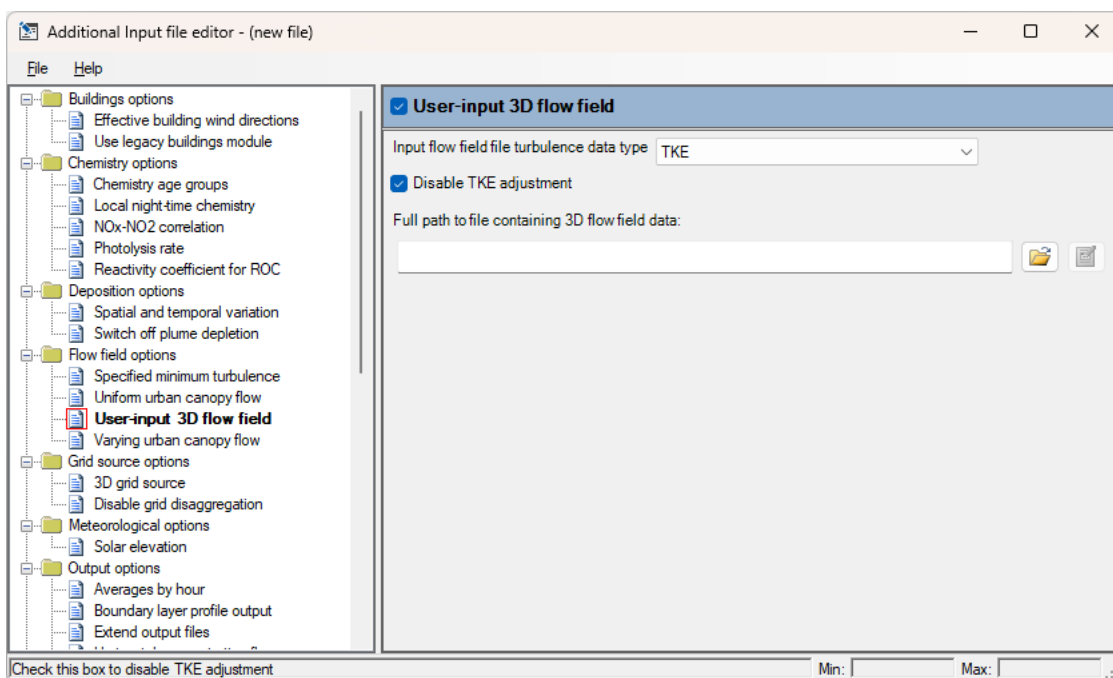 Additional Input file editor - (new file)
File Help
Buildings options
Effective building wind directions
Use legacy buildings module
Chemistry options
Chemistry age groups
Local night-time chemistry
NOx-NO2 correlation
Photolysis rate
Reactivity coefficient for ROC
Deposition options
Spatial and temporal variation
Switch off plume depletion
Flow field options
Specified minimum turbulence
Uniform urban canopy flow
User-input 3D flow field
Varying urban canopy flow
Grid source options
3D grid source
Disable grid disaggregation
Meteorological options
Solar elevation
Output options
Averages by hour
Boundary layer profile output
Extend output files
User-input 3D flow field
Input flow field file turbulence data type TKE
Disable TKE adjustment
Full path to file containing 3D flow field data:
Check this box to disable TKE adjustment Min: Max: